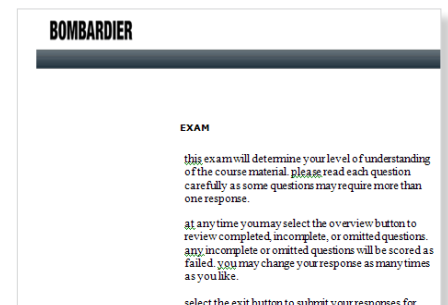 BOMBARDIER
EXAM
this exam will determine your level of understanding
of the course material. please read each question
carefully as some questions may require more than
one response.
at any time you may select the overview button to
review completed, incomplete, or omitted questions.
any incomplete or omitted questions will be scored as
failed. you may change your response as many times
as you like.
select the exit button to submit your responses for